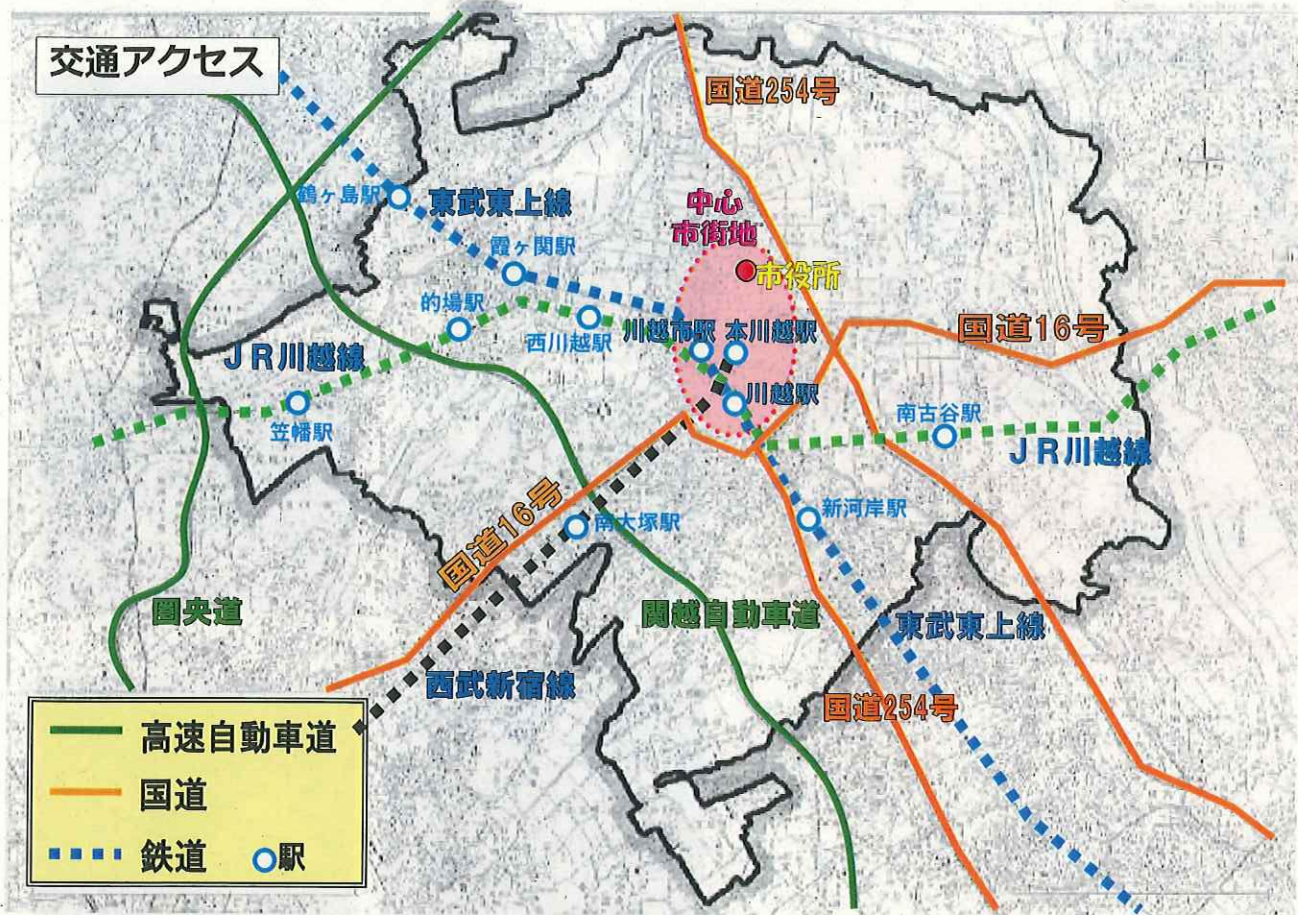 交通アクセス
国道254号
鶴ヶ島駅
東武東上線
中心
市街地
霞ヶ関駅
市役所
的場駅
西川越駅
川越市駅
本川越駅
国道16号
JR川越線
川越駅
笠幡駅
南古谷駅
JR川越線
国道16号
南大塚駅
新河岸駅
圏央道
関越自動車道
東武東上線
西武新宿線
国道254号
高速自動車道
国道
鉄道
駅